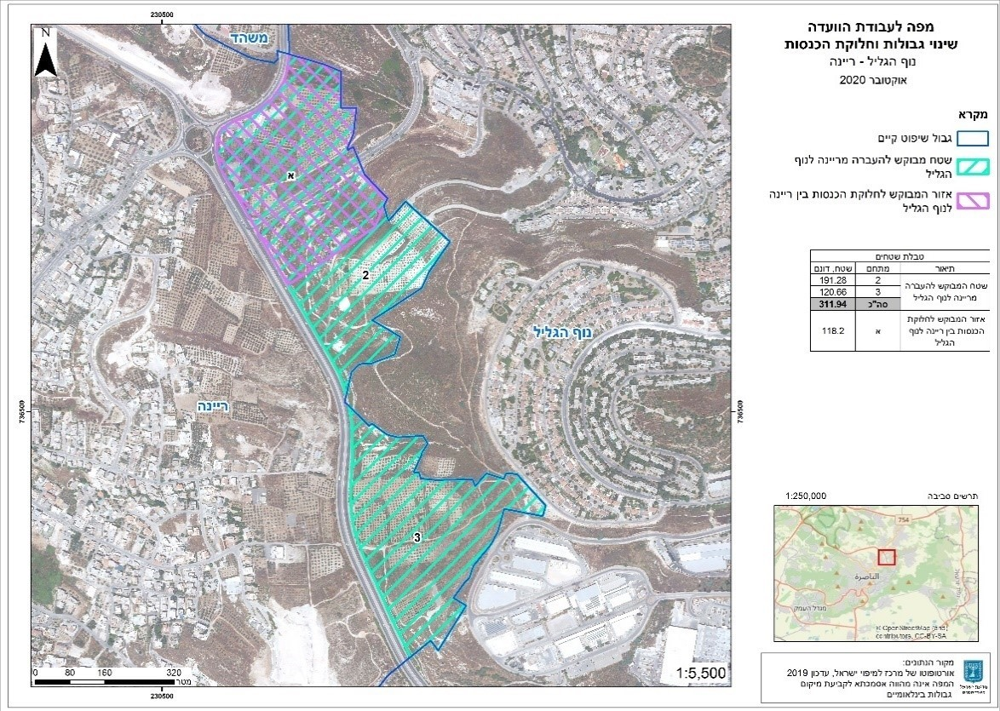 מפה לעבודת הוועדה
שינוי גבולות וחלוקת הכנסות
נוף הגליל - ריינה
אוקטובר 2020
מקרא
גבול שיפוט קיים
שטח מבוקש להעברה מריינה לנוף
הגליל
אזור המבוקש לחלוקת הכנסות בין ריינה
לנוף הגליל
טבלת שטחים
תיאור מתחם שטח, דונם
שטח המבוקש להעברה
מריינה לנוף הגליל
2 191.28
3 120.66
סה"כ 311.94
אזור המבוקש לחלוקת
הכנסות בין ריינה לנוף
הגליל
א 118.2
תרשים סביבה 1:250,000
754
الناصرة
מגדל העמק
© OpenStreetMap (and)
contributors, CC-BY-SA
מקור הנתונים:
אורטופוטו של מרכז למיפוי ישראל, עדכון 2019
המפה אינה מהווה אסמכתא לקביעת מיקום
גבולות בינלאומיים
230500
N
משהד
א
2
נוף הגליל
ריינה
736500
736500
3
0 80 160 320
מטר
1:5,500
230500